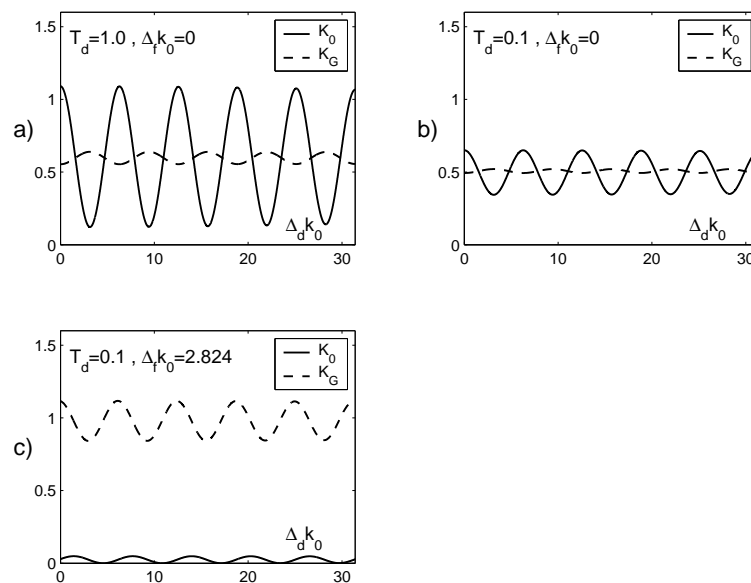 T_d=1.0 , Δ_f k_0=0
K_0
K_G
1.5
1
0.5
0
a)
Δ_d k_0
0 10 20 30
T_d=0.1 , Δ_f k_0=0
K_0
K_G
1.5
1
0.5
0
b)
Δ_d k_0
0 10 20 30
T_d=0.1 , Δ_f k_0=2.824
K_0
K_G
1.5
1
0.5
0
c)
Δ_d k_0
0 10 20 30